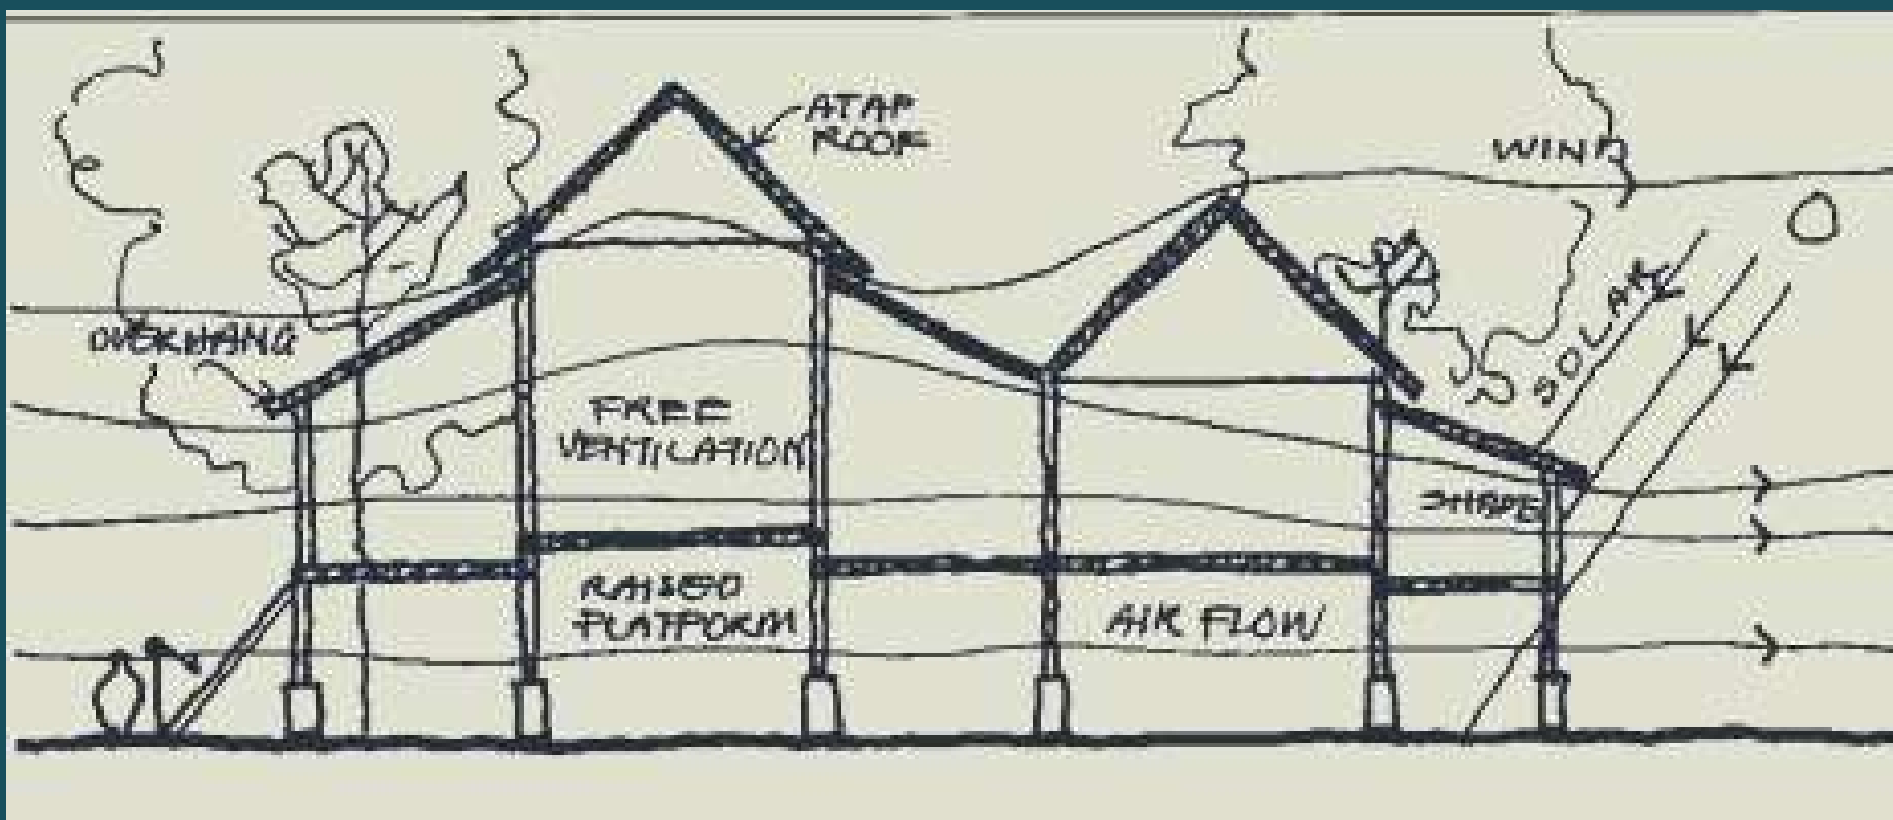 ATAP
ROOF
WIND
OVERHANG
SOLAR
FREE
VENTILATION
SHADE
RAISED
PLATFORM
AIR FLOW